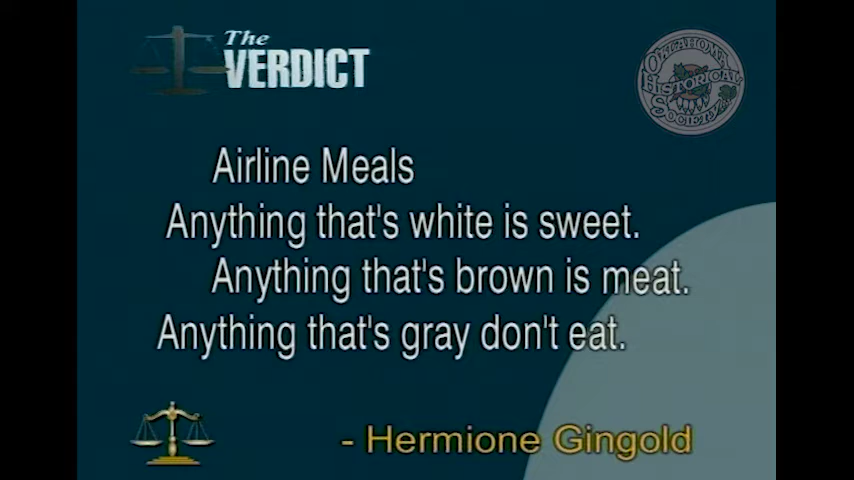 The
VERDICT
OKLAHOMA
HISTORICAL
SOCIETY
Airline Meals
Anything that's white is sweet.
Anything that's brown is meat.
Anything that's gray don't eat.
- Hermione Gingold